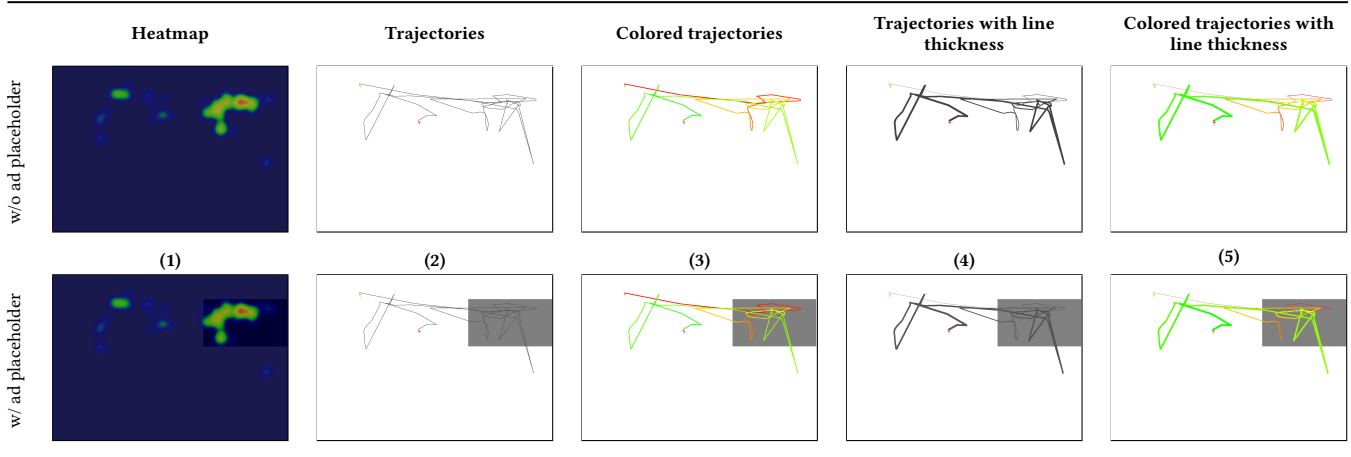 Heatmap
Trajectories
Colored trajectories
Trajectories with line
thickness
Colored trajectories with
line thickness
w/o ad placeholder
(1)
(2)
(3)
(4)
(5)
w/ ad placeholder